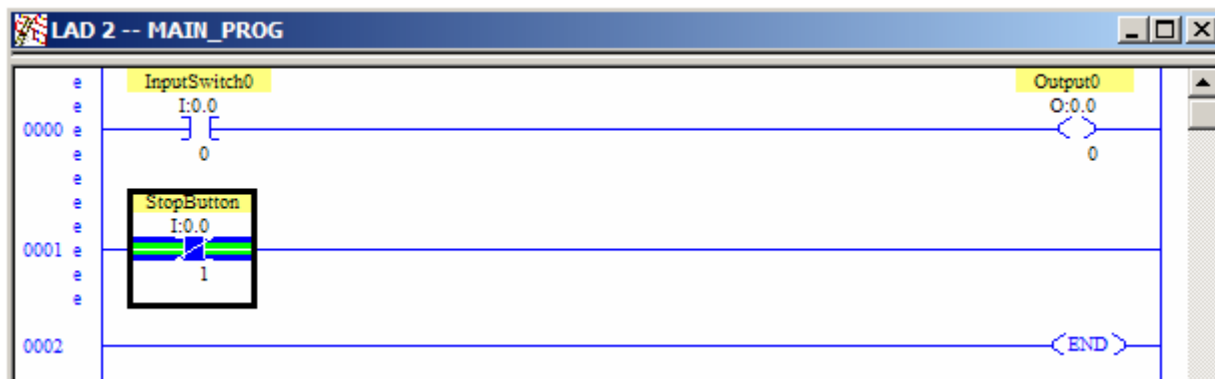 LAD 2 -- MAIN_PROG
e
InputSwitch0
Output0
e
I:0.0
O:0.0
0000 e
e
0
0
e
e
StopButton
e
I:0.0
0001 e
e
1
e
0002
END